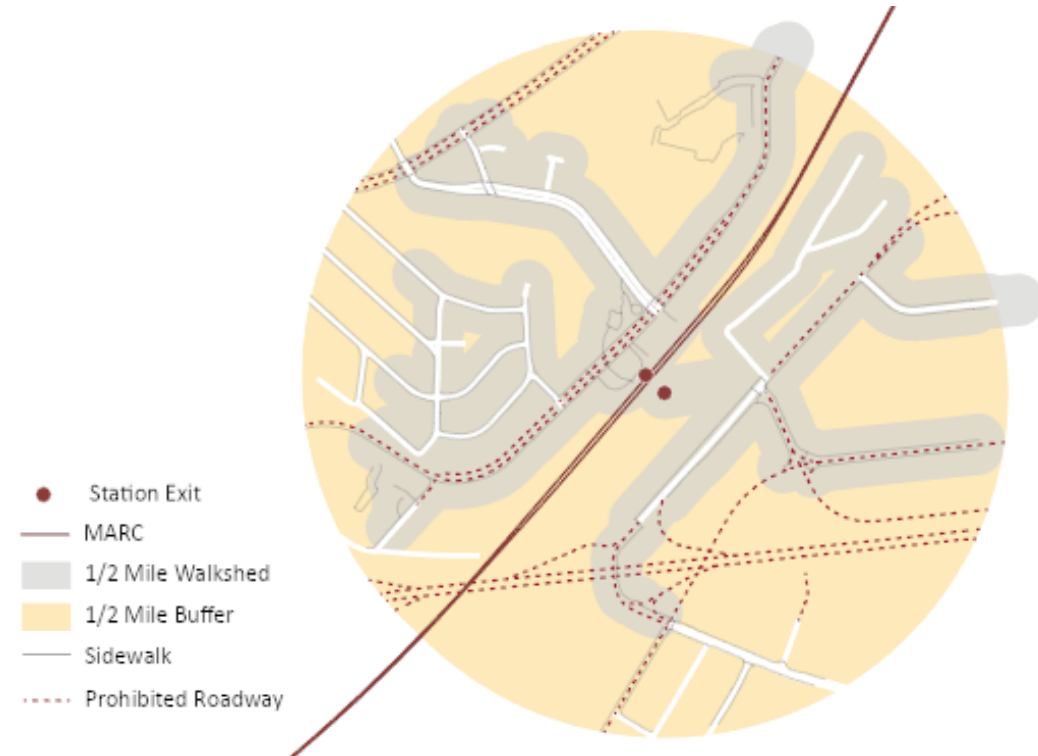 Station Exit
MARC
1/2 Mile Walkshed
1/2 Mile Buffer
Sidewalk
Prohibited Roadway